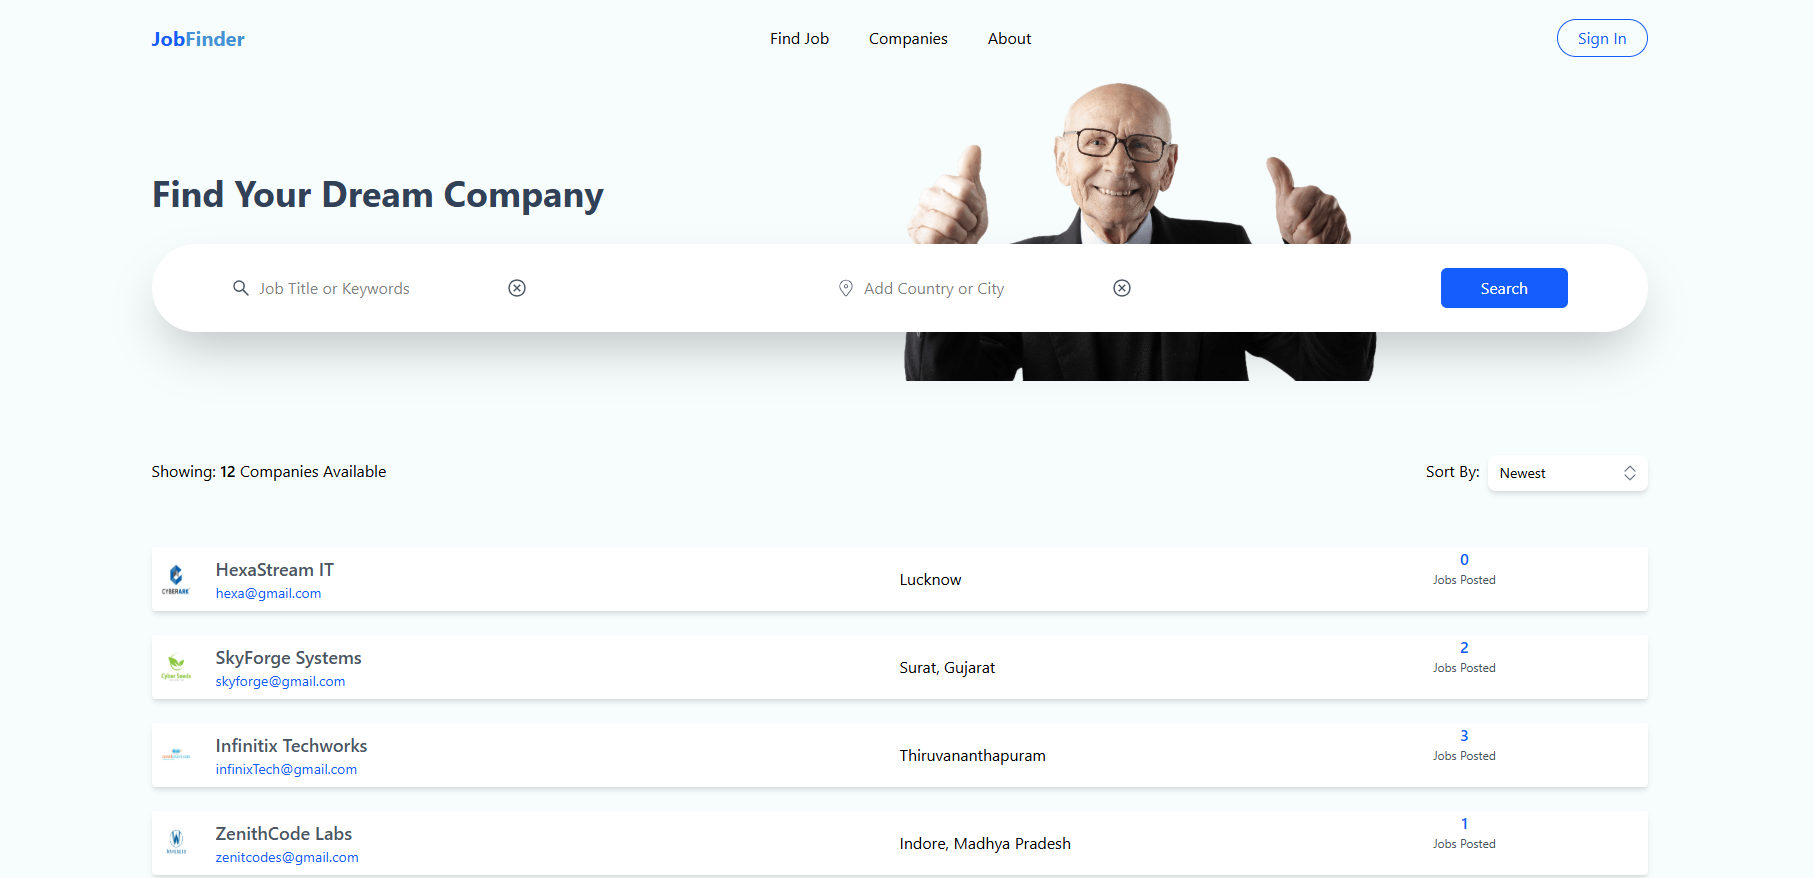 JobFinder
Find Job
Companies
About
Sign In
Find Your Dream Company
Job Title or Keywords
Add Country or City
Search
Showing: 12 Companies Available
Sort By:
Newest
CYBERARK
HexaStream IT
hexa@gmail.com
Lucknow
0
Jobs Posted
Cyber Seeds
SkyForge Systems
skyforge@gmail.com
Surat, Gujarat
2
Jobs Posted
Infinitix Techworks
infinixTech@gmail.com
Thiruvananthapuram
3
Jobs Posted
ZenithCode Labs
zenitcodes@gmail.com
Indore, Madhya Pradesh
1
Jobs Posted